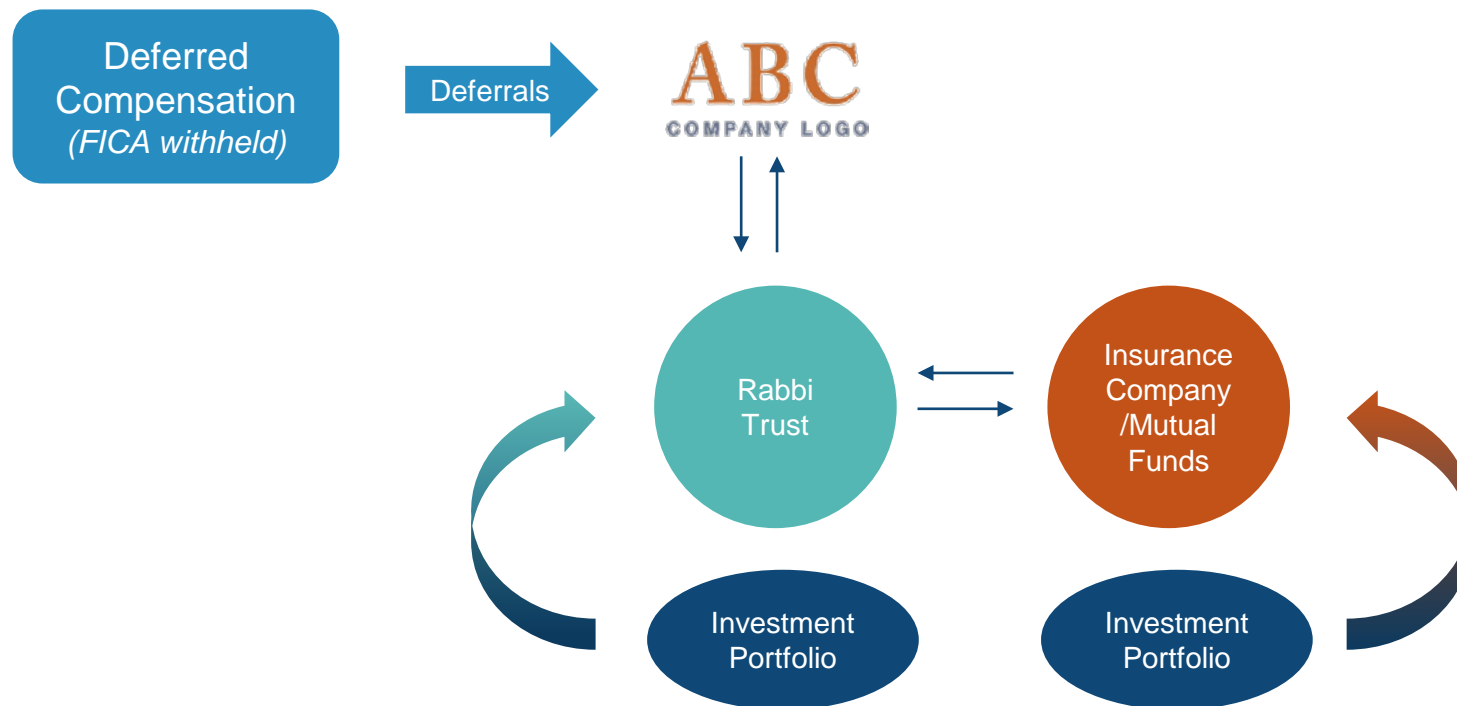 Deferred
Compensation
(FICA withheld)
Deferrals
ABC
COMPANY LOGO
Rabbi
Trust
Insurance
Company
/Mutual
Funds
Investment
Portfolio
Investment
Portfolio